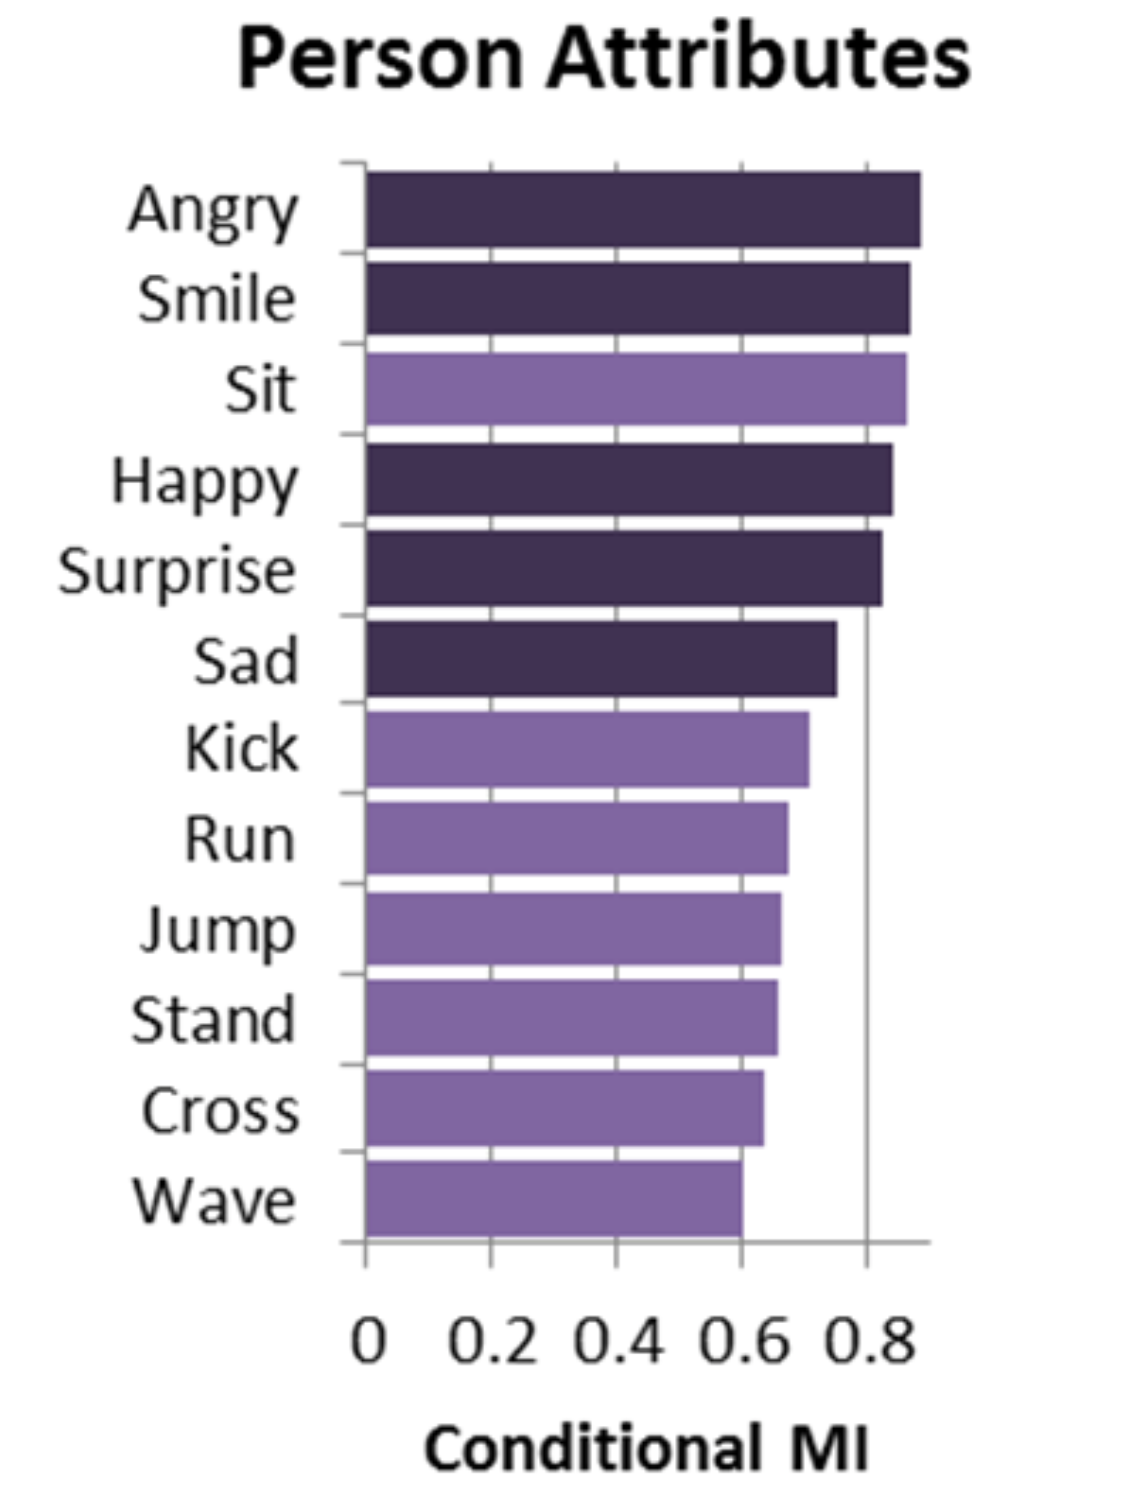 Person Attributes
Angry
Smile
Sit
Happy
Surprise
Sad
Kick
Run
Jump
Stand
Cross
Wave
0 0.2 0.4 0.6 0.8
Conditional MI